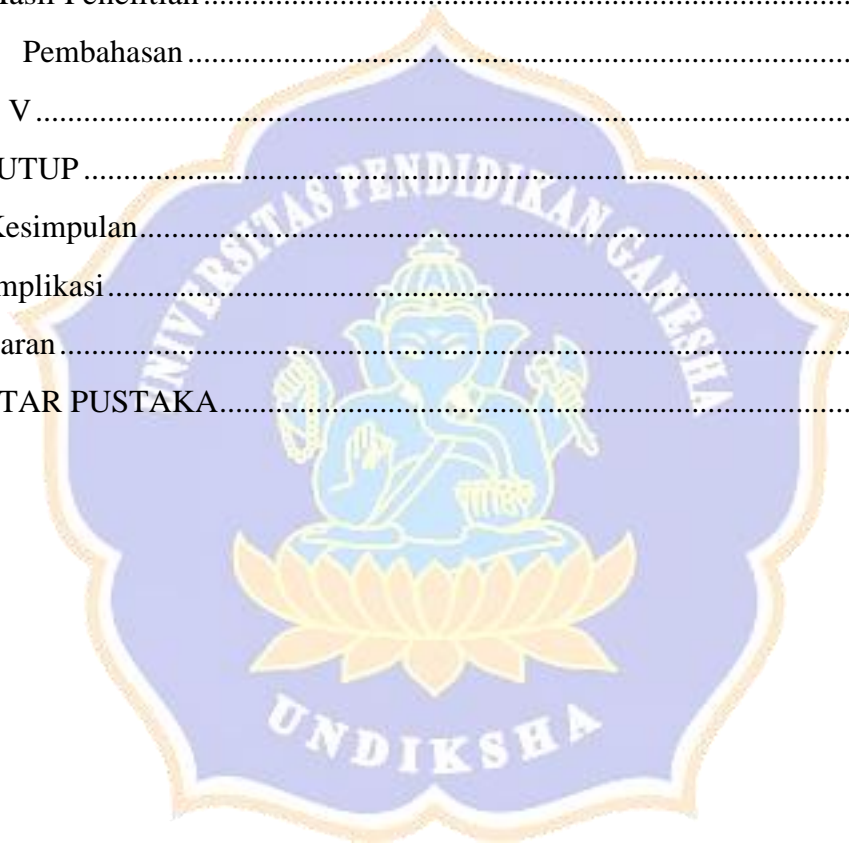 Pembahasan..........................................................................
V..........................................................................
UTUP..........................................................................
Kesimpulan..........................................................................
mplikasi..........................................................................
aran..........................................................................
TAR PUSTAKA..........................................................................
UNIVERSITAS PENDIDIKAN GANESHA
UNDIKSHA